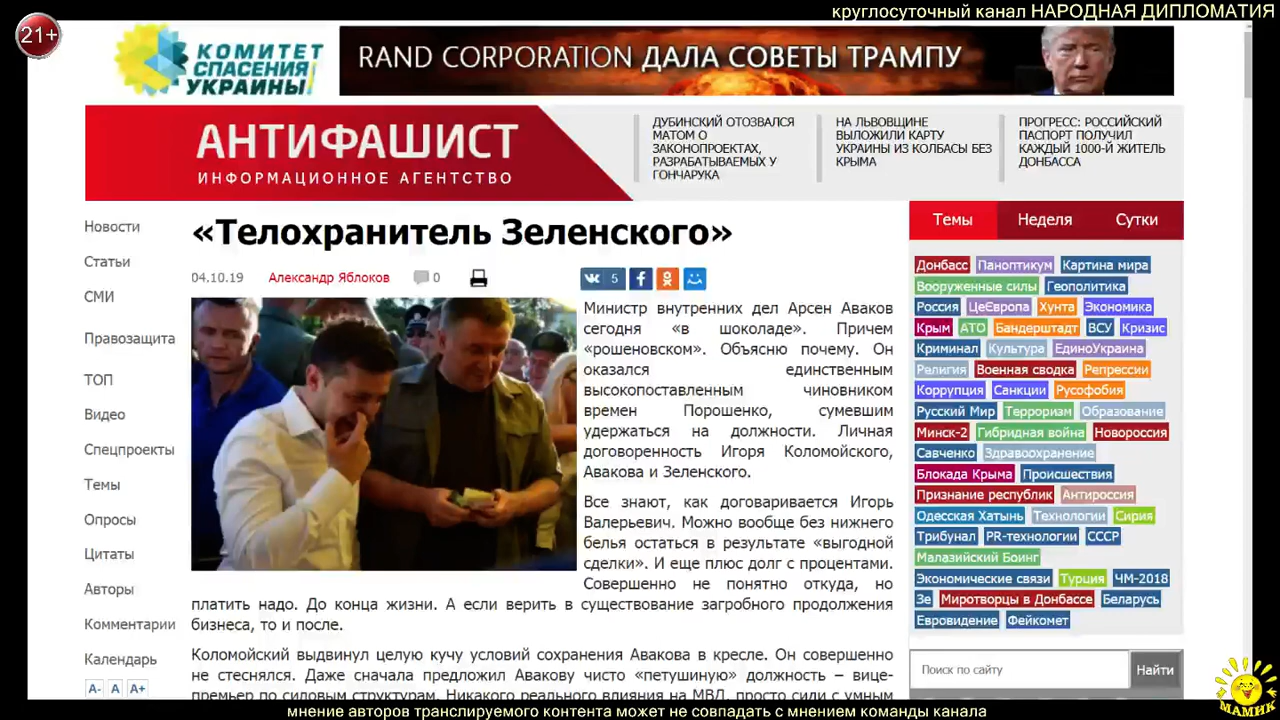 круглосуточный канал НАРОДНАЯ ДИПЛОМАТИЯ
21+
КОМИТЕТ
СПАСЕНИЯ
УКРАИНЫ
RAND CORPORATION ДАЛА СОВЕТЫ ТРАМПУ
АНТИФАШИСТ
ИНФОРМАЦИОННОЕ АГЕНТСТВО
ДУБИНСКИЙ ОТОЗВАЛСЯ
МАТОМ О
ЗАКОНОПРОЕКТАХ,
РАЗРАБАТЫВАЕМЫХ У
ГОНЧАРУКА
НА ЛЬВОВЩИНЕ
ВЫЛОЖИЛИ КАРТУ
УКРАИНЫ ИЗ КОЛБАСЫ БЕЗ
КРЫМА
ПРОГРЕСС: РОССИЙСКИЙ
ПАСПОРТ ПОЛУЧИЛ
КАЖДЫЙ 1000-Й ЖИТЕЛЬ
ДОНБАССА
Новости
Статьи
СМИ
Правозащита
ТОП
Видео
Спецпроекты
Темы
Опросы
Цитаты
Авторы
Комментарии
Календарь
A- A A+
«Телохранитель Зеленского»
04.10.19 Александр Яблоков 0 5
Министр внутренних дел Арсен Аваков
сегодня «в шоколаде». Причем
«рошеновском». Объясню почему. Он
оказался единственным
высокопоставленным чиновником
времен Порошенко, сумевшим
удержаться на должности. Личная
договоренность Игоря Коломойского,
Авакова и Зеленского.
Все знают, как договаривается Игорь
Валерьевич. Можно вообще без нижнего
белья остаться в результате «выгодной
сделки». И еще плюс долг с процентами.
Совершенно не понятно откуда, но
платить надо. До конца жизни. А если верить в существование загробного продолжения
бизнеса, то и после.
Коломойский выдвинул целую кучу условий сохранения Авакова в кресле. Он совершенно
не стеснялся. Даже сначала предложил Авакову чисто «петушиную» должность – вице-
премьер по силовым структурам. Никакого реального влияния на МВД, просто сиди с умным
Темы Неделя Сутки
Донбасс Паноптикум Картина мира
Вооруженные силы Геополитика
Россия ЦеЄвропа Хунта Экономика
Крым АТО Бандерштадт ВСУ Кризис
Криминал Культура ЕдиноУкраина
Религия Военная сводка Репрессии
Коррупция Санкции Русофобия
Русский Мир Терроризм Образование
Минск-2 Гибридная война Новороссия
Савченко Здравоохранение
Блокада Крыма Происшествия
Признание республик Антироссия
Одесская Хатынь Технологии Сирия
Трибунал PR-технологии СССР
Малазийский Боинг
Экономические связи Турция ЧМ-2018
Зе Миротворцы в Донбассе Беларусь
Евровидение Фейкомет
Поиск по сайту Найти
МАМИК
мнение авторов транслируемого контента может не совпадать с мнением команды канала